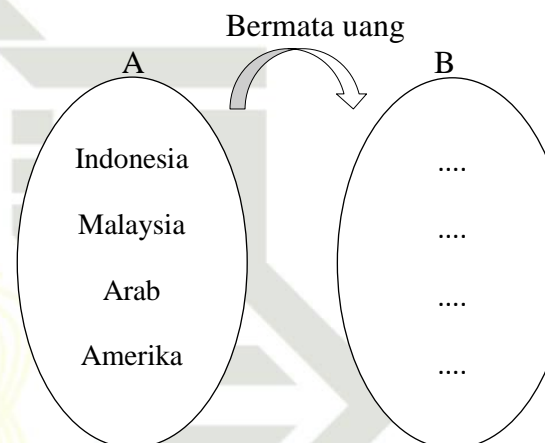 Bermata uang
A B
Indonesia ....
Malaysia ....
Arab ....
Amerika ....